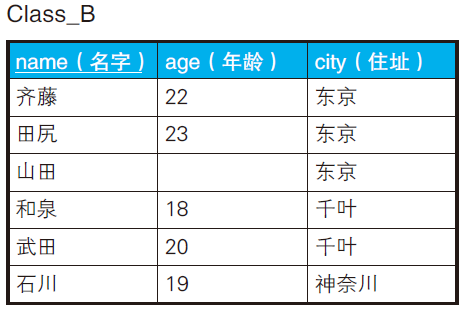 Class_B
name（名字） age（年龄） city（住址）
齐藤 22 东京
田尻 23 东京
山田 东京
和泉 18 千叶
武田 20 千叶
石川 19 神奈川